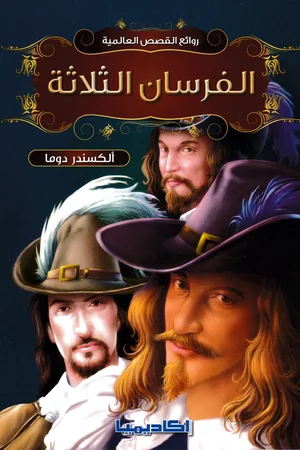 روائع القصص العالمية
الفرسان الثلاثة
ألكسندر دوما
أكاديميا